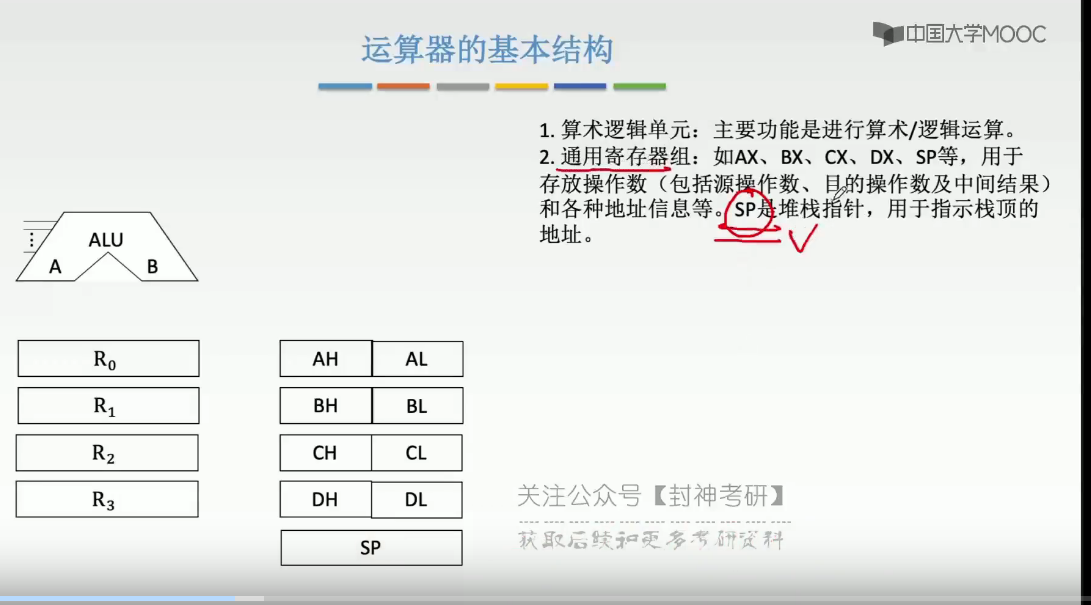 中国大学MOOC
运算器的基本结构
1. 算术逻辑单元：主要功能是进行算术/逻辑运算。
2. 通用寄存器组：如AX、BX、CX、DX、SP等，用于
存放操作数（包括源操作数、目的操作数及中间结果）
和各种地址信息等。SP是堆栈指针，用于指示栈顶的
地址。
ALU
A B
R₀
R₁
R₂
R₃
AH AL
BH BL
CH CL
DH DL
SP
关注公众号【封神考研】
获取后续和更多考研资料